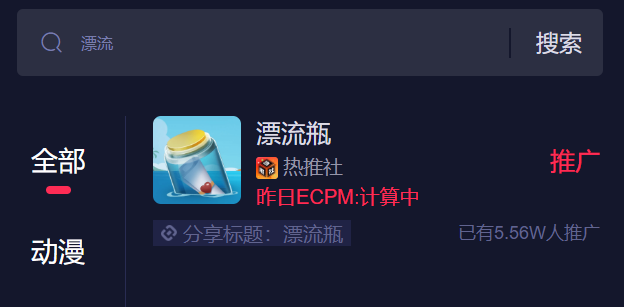 漂流
搜索
全部
动漫
漂流瓶
热推社
推广
昨日ECPM:计算中
分享标题：漂流瓶
已有5.56W人推广